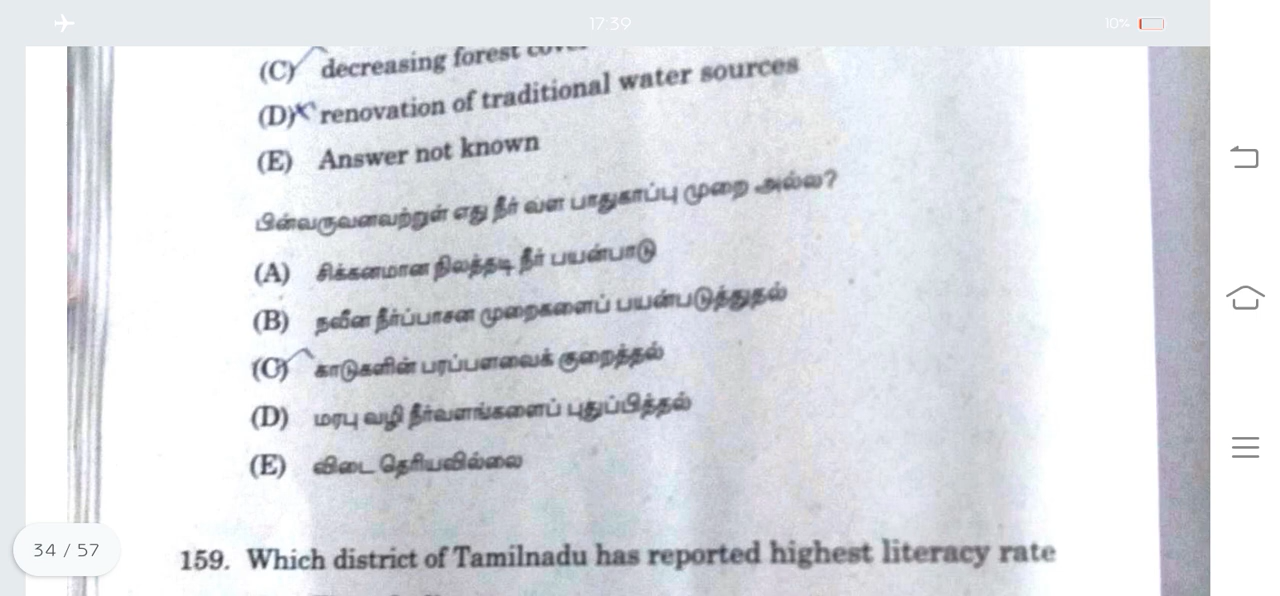 17:39
10%
(C) decreasing forest
(D) renovation of traditional water sources
(E) Answer not known
பின்வருவனவற்றுள் எது நீர் வள பாதுகாப்பு முறை அல்ல?
(A) சிக்கனமான நிலத்தடி நீர் பயன்பாடு
(B) நவீன நீர்ப்பாசன முறைகளைப் பயன்படுத்துதல்
(C) காடுகளின் பரப்பளவைக் குறைத்தல்
(D) மரபு வழி நீர்வளங்களைப் புதுப்பித்தல்
(E) விடை தெரியவில்லை
34 / 57
159. Which district of Tamilnadu has reported highest literacy rate